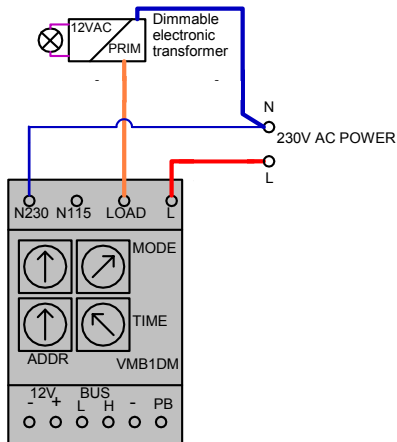 12VAC
PRIM
Dimmable
electronic
transformer
- -
N
230V AC POWER
L
N230 N115 LOAD L
MODE
TIME
ADDR
VMB1DM
12V BUS
- + L H - PB